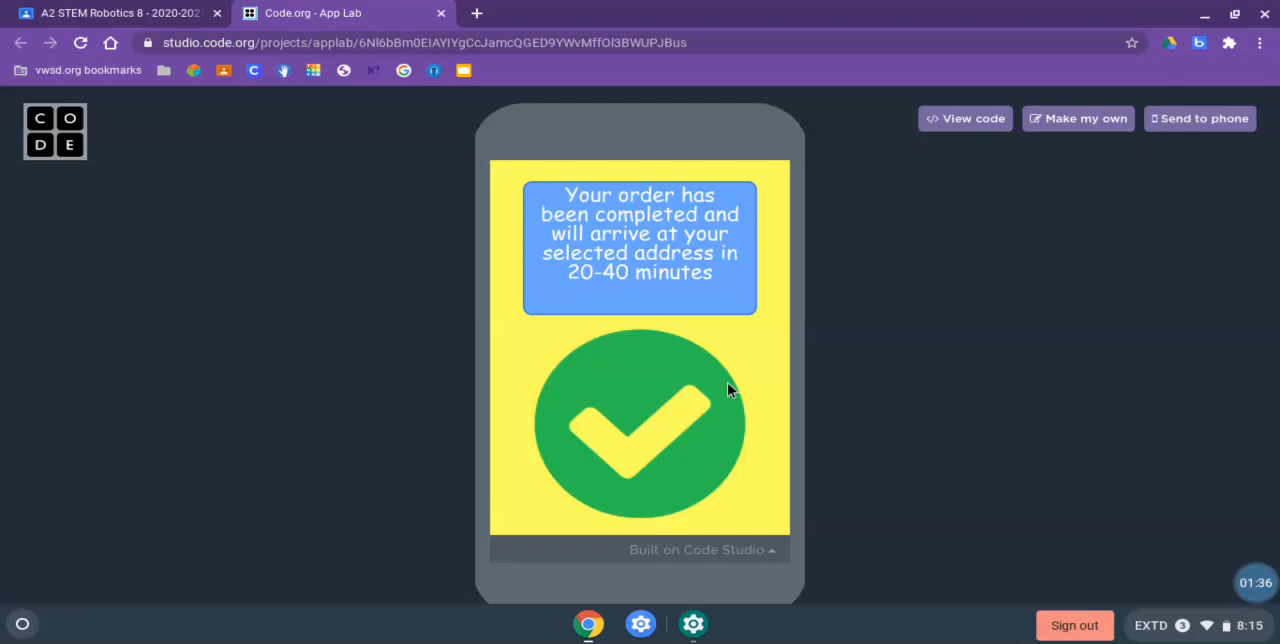 A2 STEM Robotics 8 - 2020-202
Code.org - App Lab
studio.code.org/projects/applab/6Nl6bBm0EIAYIYgCcJamcQGED9YWvMffOl3BWUPJBus
vwsd.org bookmarks
CODE
View code
Make my own
Send to phone
Your order has
been completed and
will arrive at your
selected address in
20-40 minutes
Built on Code Studio
01:36
Sign out
EXTD
3
8:15